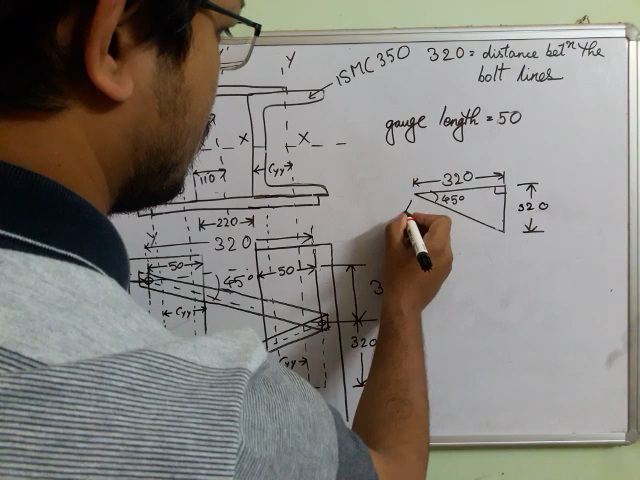 ISMC 350
320 = distance betⁿ the
bolt lines
gauge length = 50
Y
X
X
Cyy
110
220
320
320
45°
320
Y
50
45°
50
Cyy
320
Cyy